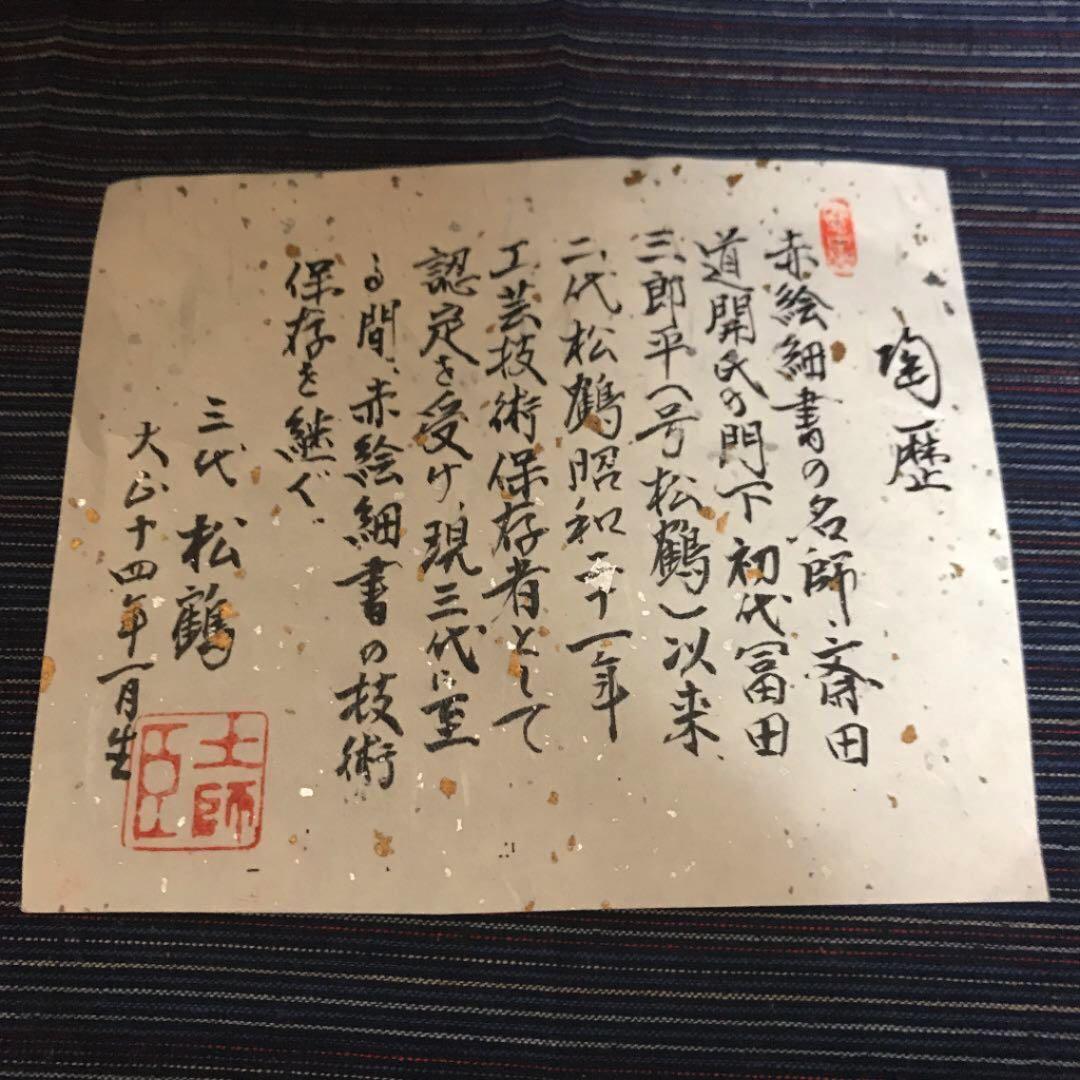 陶歴
赤絵細書の名師斎田
道開氏の門下 初代冨田
三郎平(号松鶴)以来
二代松鶴昭和三十一年
工芸技術保存者として
認定を受け、現三代に至
る間、赤絵細書の技術
保存を継ぐ
三代 松鶴
大正十四年一月生
土師